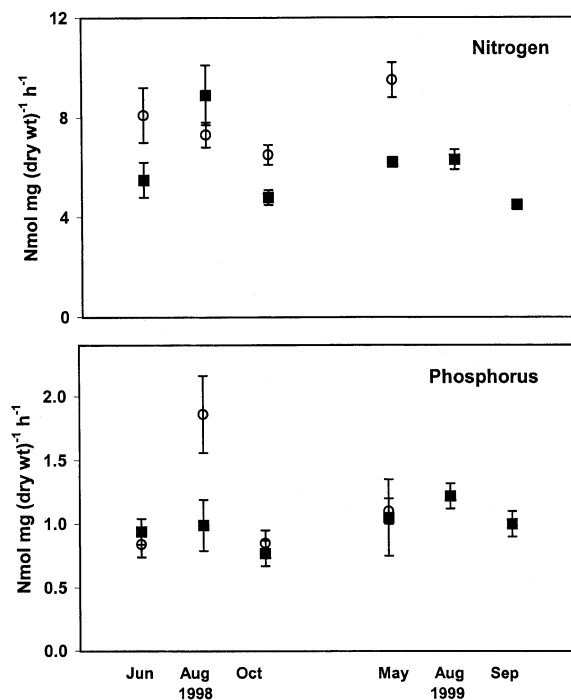 12
Nitrogen
8
4
0
Nmol mg (dry wt)⁻¹ h⁻¹
Phosphorus
2.0
1.5
1.0
0.5
0.0
Nmol mg (dry wt)⁻¹ h⁻¹
Jun Aug Oct May Aug Sep
1998 1999